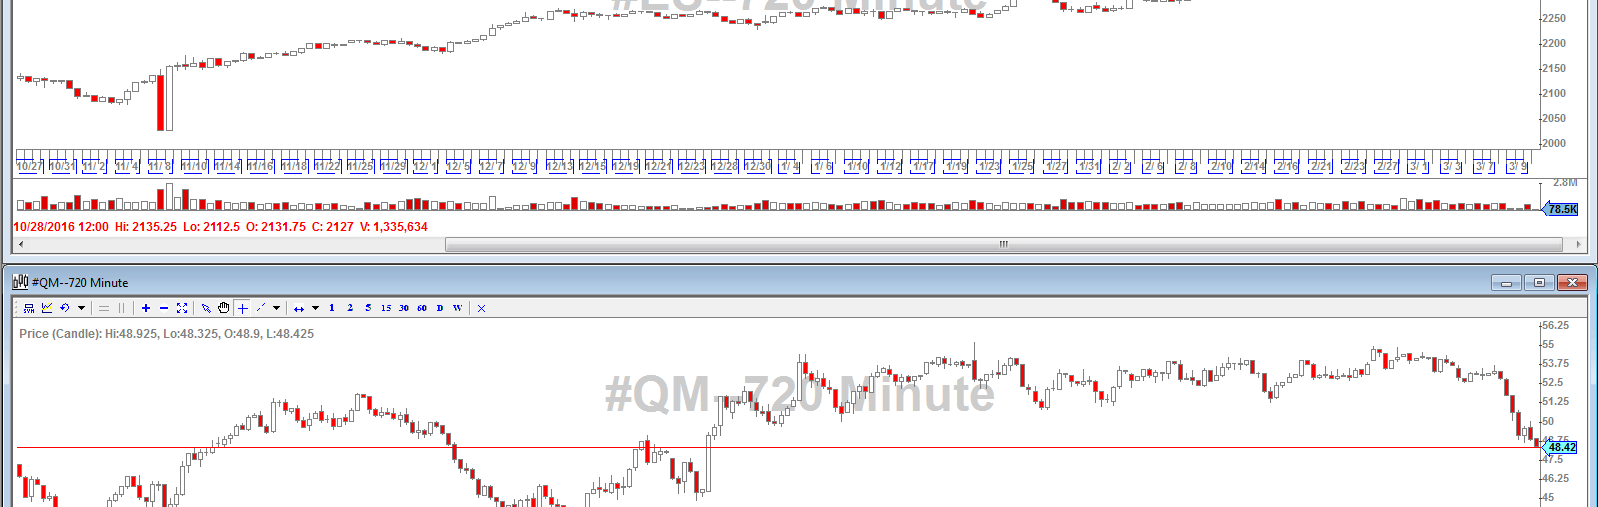 #ES--720 Minute
2250
2200
2150
2100
2050
2000
10/27 10/31 11/ 2 11/ 4 11/ 8 11/10 11/14 11/16 11/18 11/22 11/25 11/29 12/ 1 12/ 5 12/ 7 12/ 9 12/13 12/15 12/19 12/21 12/23 12/28 12/30 1/ 4 1/ 6 1/10 1/12 1/17 1/19 1/23 1/25 1/27 1/31 2/ 2 2/ 6 2/ 8 2/10 2/14 2/16 2/21 2/23 2/27 3/ 1 3/ 3 3/ 7 3/ 9
2.8M
78.5K
10/28/2016 12:00 Hi: 2135.25 Lo: 2112.5 O: 2131.75 C: 2127 V: 1,335,634
#QM--720 Minute
SYM 1 2 5 15 30 60 D W
Price (Candle): Hi:48.925, Lo:48.325, O:48.9, L:48.425
#QM--720 Minute
56.25
55
53.75
52.5
51.25
50
48.75
48.42
47.5
46.25
45